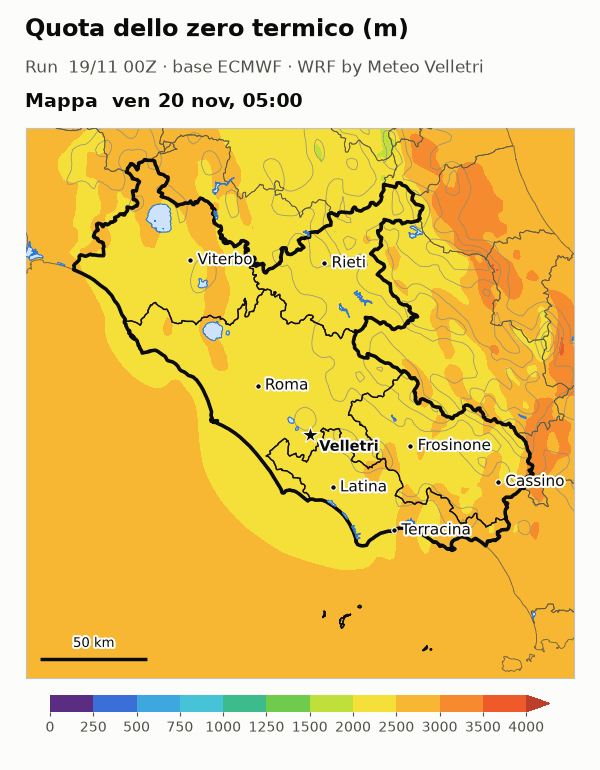 Quota dello zero termico (m)
Run  19/11 00Z · base ECMWF · WRF by Meteo Velletri
Mappa  ven 20 nov, 05:00
Viterbo
Rieti
Roma
Velletri
Frosinone
Cassino
Latina
Terracina
50 km
0 250 500 750 1000 1250 1500 2000 2500 3000 3500 4000